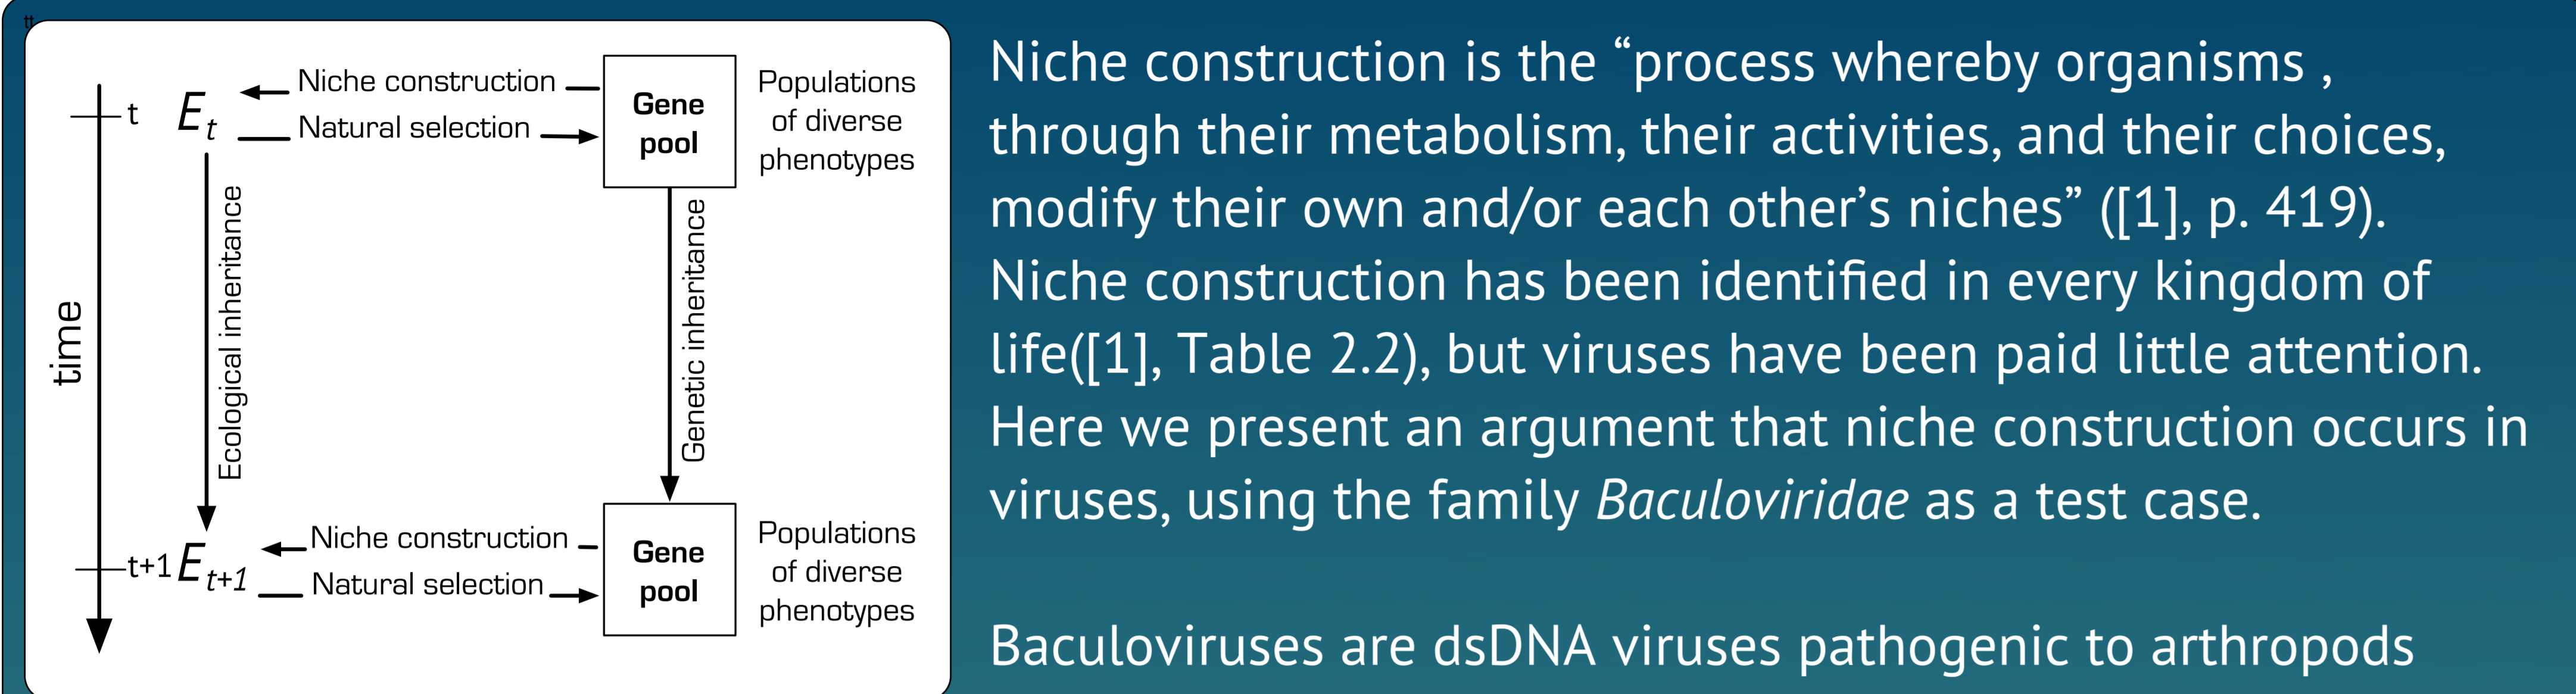 tt
Niche construction
Natural selection
t
E t
Gene
pool
Populations
of diverse
phenotypes
time
Ecological inheritance
Genetic inheritance
Niche construction
Natural selection
t+1
E t+1
Gene
pool
Populations
of diverse
phenotypes
Niche construction is the “process whereby organisms ,
through their metabolism, their activities, and their choices,
modify their own and/or each other’s niches” ([1], p. 419).
Niche construction has been identified in every kingdom of
life([1], Table 2.2), but viruses have been paid little attention.
Here we present an argument that niche construction occurs in
viruses, using the family Baculoviridae as a test case.
Baculoviruses are dsDNA viruses pathogenic to arthropods